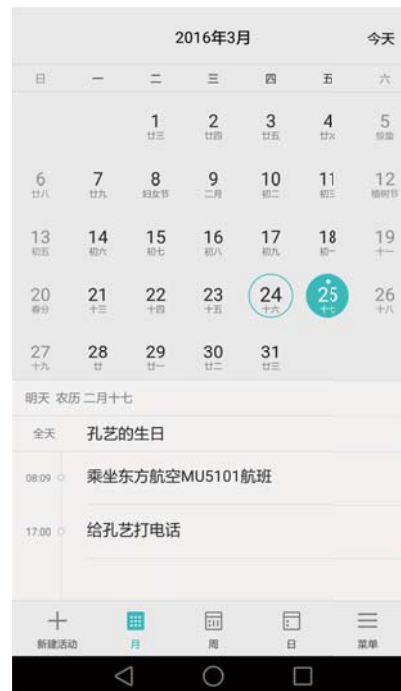 2016年3月 今天
日 一 二 三 四 五 六
1 2 3 4 5
廿三 廿四 廿五 廿六 惊蛰
6 7 8 9 10 11 12
廿八 廿九 妇女节 二月 初二 初三 植树节
13 14 15 16 17 18 19
初五 初六 初七 初八 初九 初一 十一
20 21 22 23 24 25 26
春分 十三 十四 十五 十六 十七 十八
27 28 29 30 31
十九 廿 廿一 廿二 廿三
明天 农历 二月十七
全天 孔艺的生日
08:09 乘坐东方航空MU5101航班
17:00 给孔艺打电话
新建活动 月 周 日 菜单